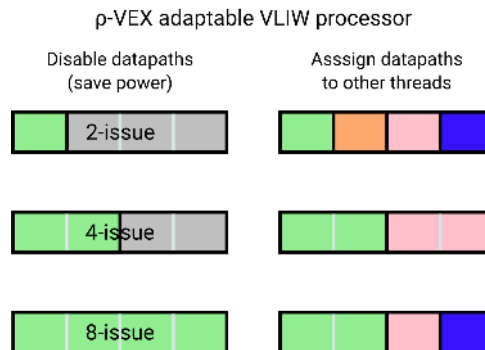 ρ-VEX adaptable VLIW processor
Disable datapaths
(save power)
Asssign datapaths
to other threads
2-issue
4-issue
8-issue